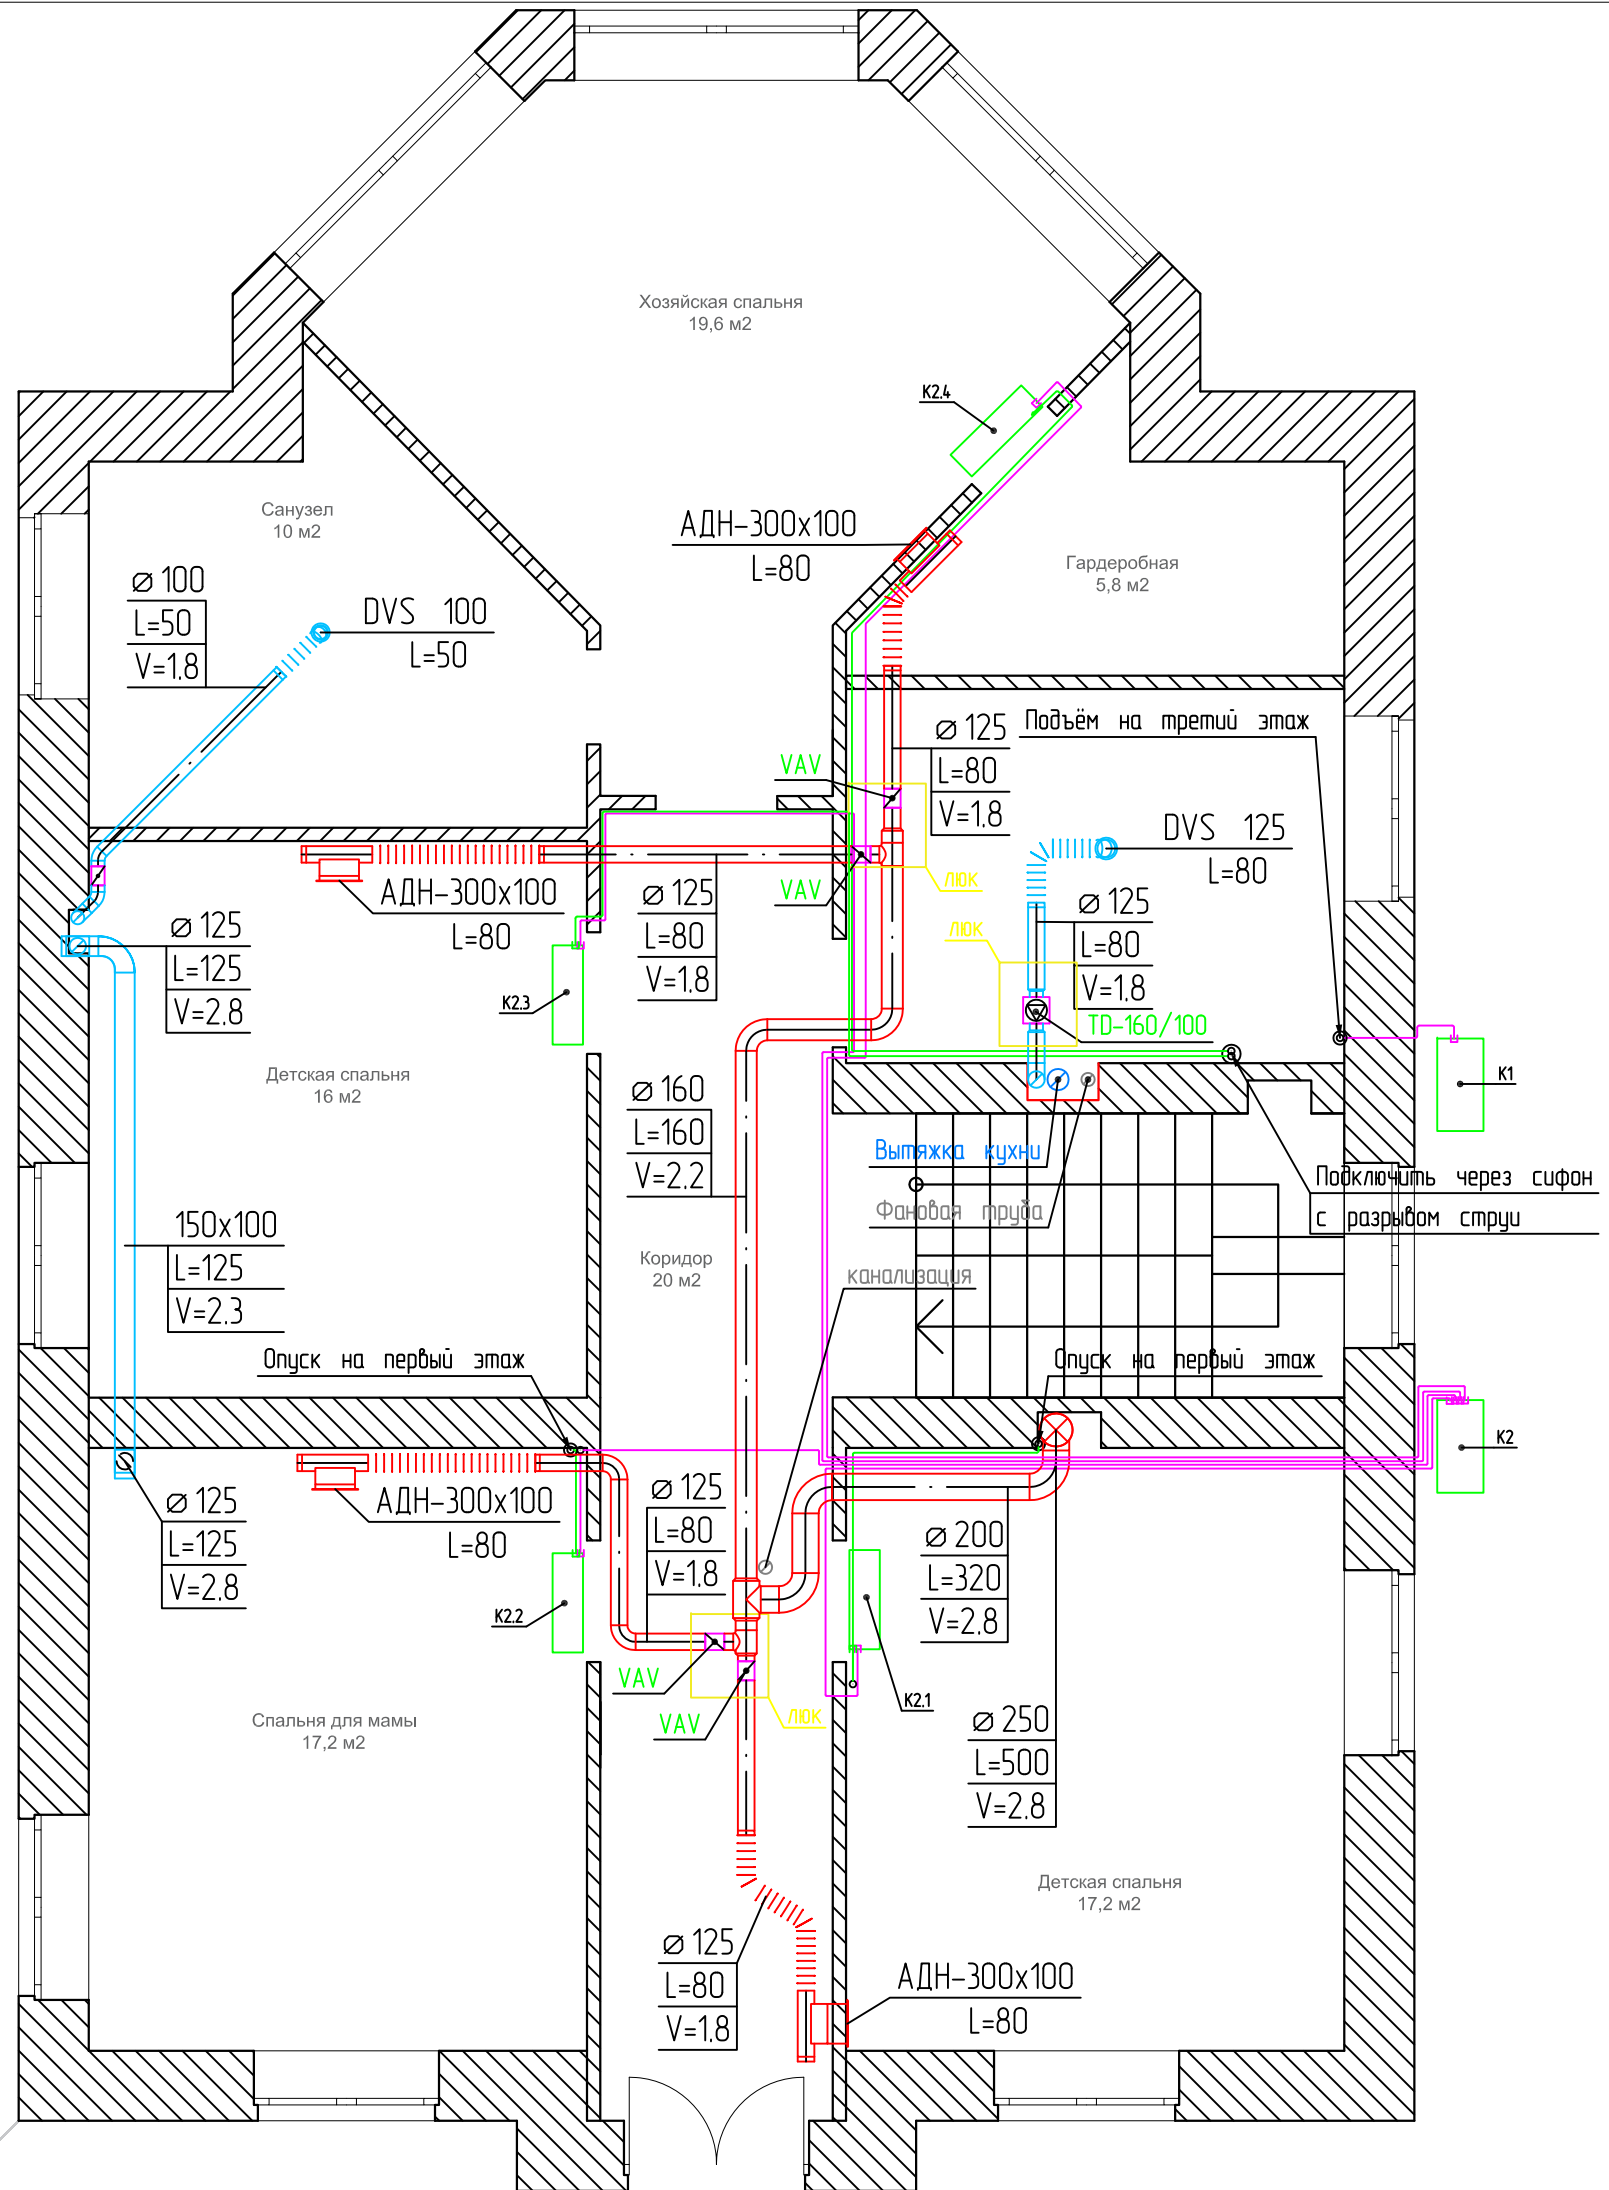 Хозяйская спальня
19,6 м2
К2.4
Санузел
10 м2
АДН-300х100
L=80
Гардеробная
5,8 м2
⌀ 100
L=50
V=1,8
DVS 100
L=50
⌀ 125
L=80
V=1,8
Подъём на третий этаж
VAV
DVS 125
L=80
VAV
люк
АДН-300х100
L=80
⌀ 125
L=80
V=1,8
⌀ 125
L=80
V=1,8
люк
⌀ 125
L=125
V=2,8
К2.3
TD-160/100
Детская спальня
16 м2
К1
⌀ 160
L=160
V=2,2
Вытяжка кухни
Подключить через сифон
с разрывом струи
Фановая труба
150х100
L=125
V=2,3
Коридор
20 м2
канализация
Опуск на первый этаж
Опуск на первый этаж
К2
⌀ 125
L=125
V=2,8
АДН-300х100
L=80
⌀ 125
L=80
V=1,8
⌀ 200
L=320
V=2,8
К2.2
VAV
К2.1
VAV
люк
Спальня для мамы
17,2 м2
⌀ 250
L=500
V=2,8
Детская спальня
17,2 м2
⌀ 125
L=80
V=1,8
АДН-300х100
L=80